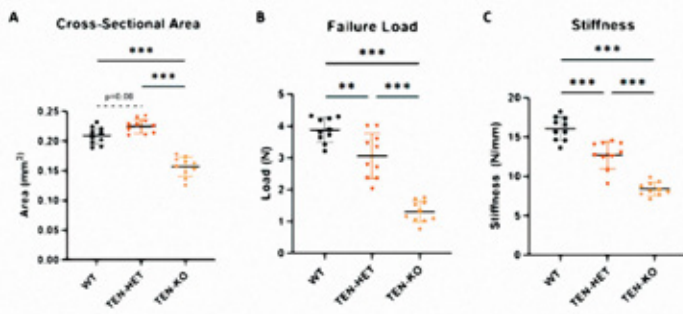 A
Cross-Sectional Area
***
***
p=0.06
0.25
0.20
0.15
0.10
0.05
0.00
Area (mm²)
WT
TEN-HET
TEN-KO
B
Failure Load
***
**
***
5
4
3
2
1
0
Load (N)
WT
TEN-HET
TEN-KO
C
Stiffness
***
***
***
20
15
10
5
0
Stiffness (N/mm)
WT
TEN-HET
TEN-KO